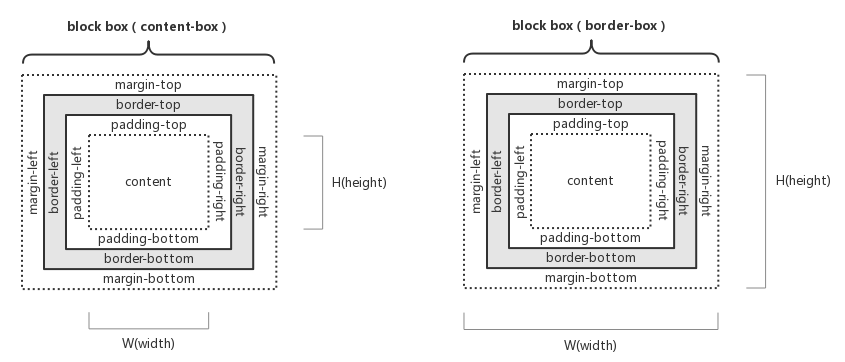 block box ( content-box )
margin-top
border-top
padding-top
margin-left
border-left
padding-left
content
padding-right
border-right
margin-right
padding-bottom
border-bottom
margin-bottom
H(height)
W(width)
block box ( border-box )
margin-top
border-top
padding-top
margin-left
border-left
padding-left
content
padding-right
border-right
margin-right
padding-bottom
border-bottom
margin-bottom
H(height)
W(width)